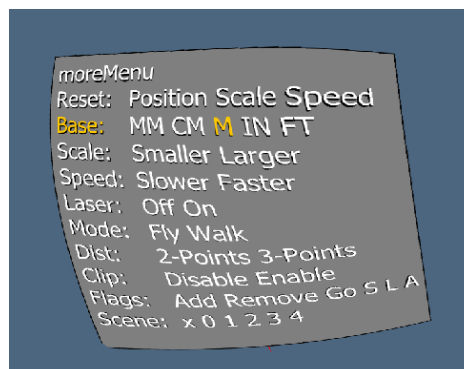 moreMenu
Reset: Position Scale Speed
Base: MM CM M IN FT
Scale: Smaller Larger
Speed: Slower Faster
Laser: Off On
Mode: Fly Walk
Dist: 2-Points 3-Points
Clip: Disable Enable
Flags: Add Remove Go S L A
Scene: x 0 1 2 3 4